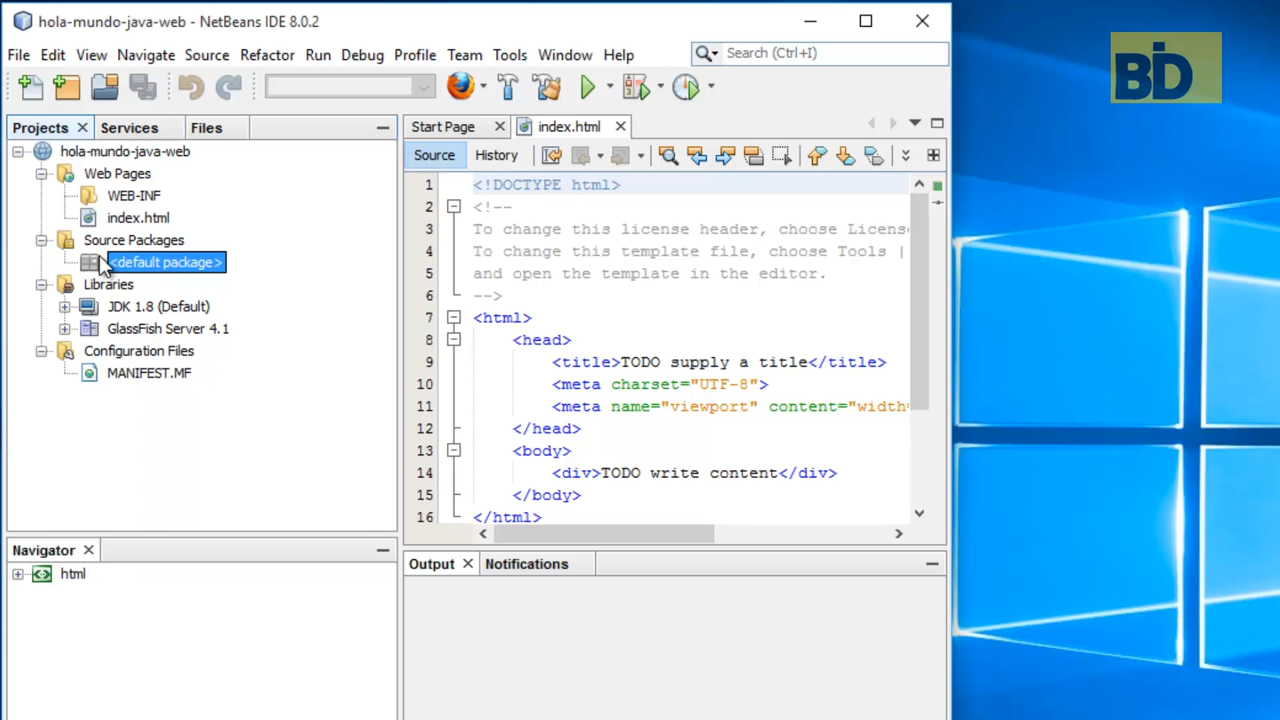 hola-mundo-java-web - NetBeans IDE 8.0.2
File Edit View Navigate Source Refactor Run Debug Profile Team Tools Window Help
Search (Ctrl+I)
Projects Services Files
hola-mundo-java-web
Web Pages
WEB-INF
index.html
Source Packages
<default package>
Libraries
JDK 1.8 (Default)
GlassFish Server 4.1
Configuration Files
MANIFEST.MF
Navigator
html
Start Page index.html
Source History
1 <!DOCTYPE html>
2 <!--
3 To change this license header, choose Licens
4 To change this template file, choose Tools |
5 and open the template in the editor.
6 -->
7 <html>
8 <head>
9 <title>TODO supply a title</title>
10 <meta charset="UTF-8">
11 <meta name="viewport" content="width=
12 </head>
13 <body>
14 <div>TODO write content</div>
15 </body>
16 </html>
Output Notifications
BID